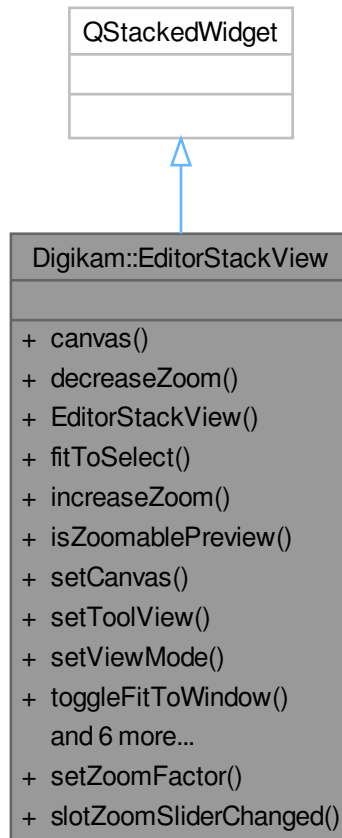 QStackedWidget
Digikam::EditorStackView
+ canvas()
+ decreaseZoom()
+ EditorStackView()
+ fitToSelect()
+ increaseZoom()
+ isZoomablePreview()
+ setCanvas()
+ setToolView()
+ setViewMode()
+ toggleFitToWindow()
and 6 more...
+ setZoomFactor()
+ slotZoomSliderChanged()